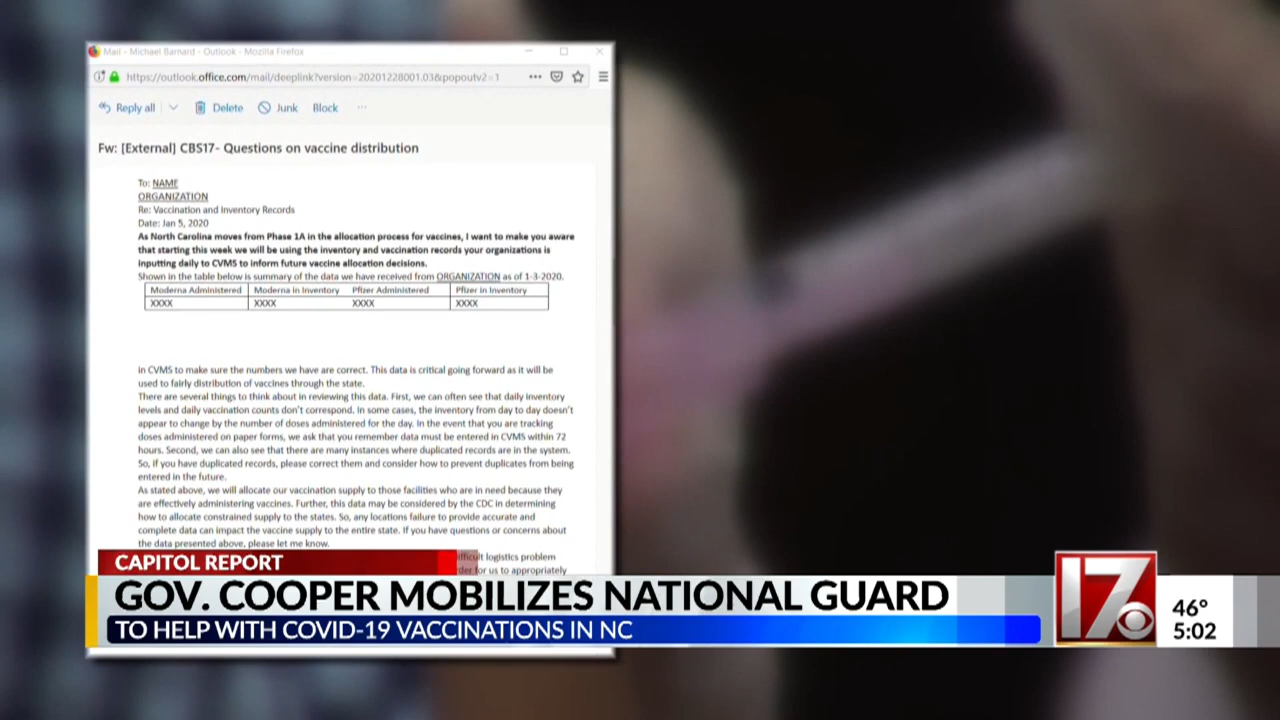 Mail - Michael Barnard - Outlook - Mozilla Firefox
https://outlook.office.com/mail/deeplink?version=20201228001.03&popoutv2=1
Reply all
Delete
Junk
Block
Fw: [External] CBS17- Questions on vaccine distribution
To: NAME
ORGANIZATION
Re: Vaccination and Inventory Records
Date: Jan 5, 2020
As North Carolina moves from Phase 1A in the allocation process for vaccines, I want to make you aware
that starting this week we will be using the inventory and vaccination records your organizations is
inputting daily to CVMS to inform future vaccine allocation decisions.
Shown in the table below is summary of the data we have received from ORGANIZATION as of 1-3-2020.
Moderna Administered Moderna in Inventory Pfizer Administered Pfizer in Inventory
XXXX XXXX XXXX XXXX
in CVMS to make sure the numbers we have are correct. This data is critical going forward as it will be
used to fairly distribution of vaccines through the state.
There are several things to think about in reviewing this data. First, we can often see that daily inventory
levels and daily vaccination counts don't correspond. In some cases, the inventory from day to day doesn't
appear to change by the number of doses administered for the day. In the event that you are tracking
doses administered on paper forms, we ask that you remember data must be entered in CVMS within 72
hours. Second, we can also see that there are many instances where duplicated records are in the system.
So, if you have duplicated records, please correct them and consider how to prevent duplicates from being
entered in the future.
As stated above, we will allocate our vaccination supply to those facilities who are in need because they
are effectively administering vaccines. Further, this data may be considered by the CDC in determining
how to allocate constrained supply to the states. So, any locations failure to provide accurate and
complete data can impact the vaccine supply to the entire state. If you have questions or concerns about
the data presented above, please let me know.
logistics problem
for us to appropriately
CAPITOL REPORT
GOV. COOPER MOBILIZES NATIONAL GUARD
TO HELP WITH COVID-19 VACCINATIONS IN NC
17
46°
5:02